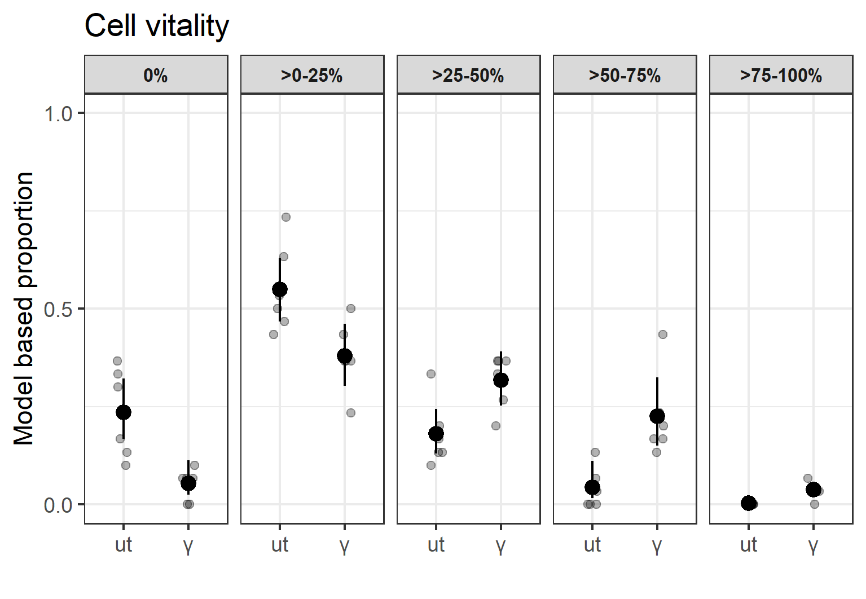 Cell vitality
0% >0-25% >25-50% >50-75% >75-100%
Model based proportion
1.0
0.5
0.0
ut γ ut γ ut γ ut γ ut γ